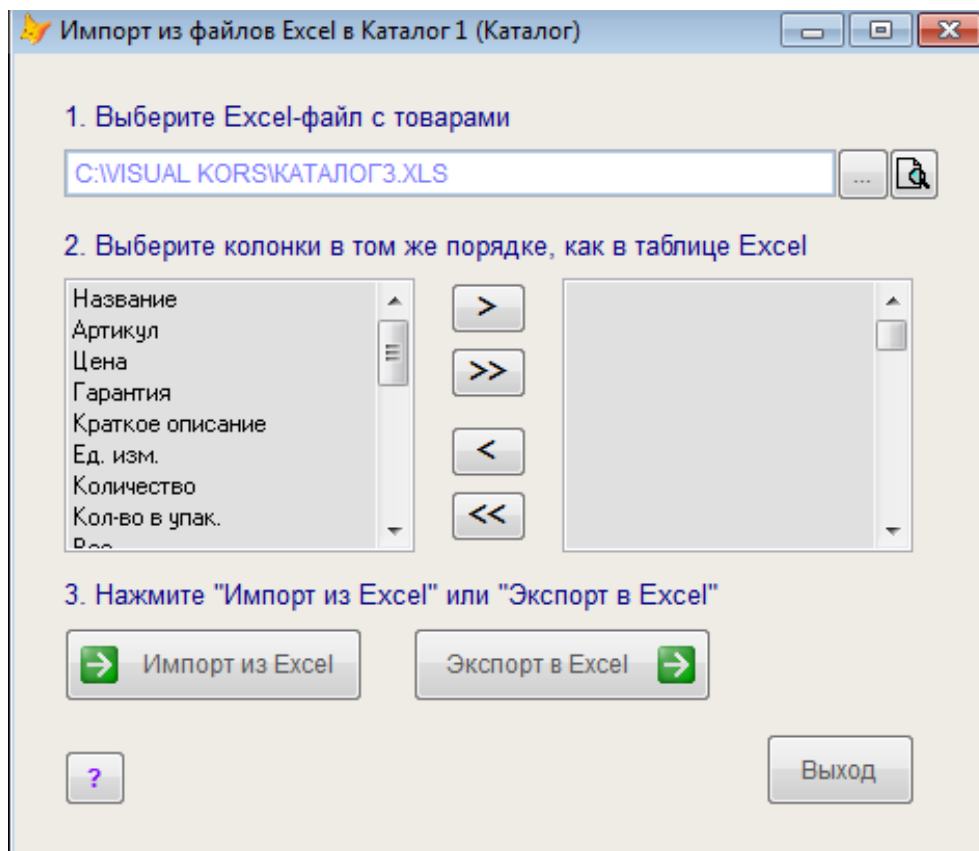 Импорт из файлов Excel в Каталог 1 (Каталог)
1. Выберите Excel-файл с товарами
C:\VISUAL KORS\КАТАЛОГ3.XLS
...
2. Выберите колонки в том же порядке, как в таблице Excel
Название
Артикул
Цена
Гарантия
Краткое описание
Ед. изм.
Количество
Кол-во в упак.
>
>>
<
<<
3. Нажмите "Импорт из Excel" или "Экспорт в Excel"
Импорт из Excel
Экспорт в Excel
?
Выход